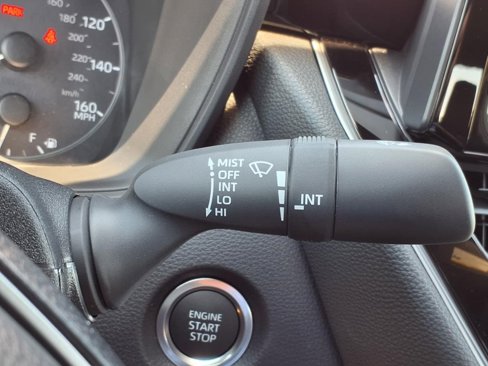 PARK
180
120
160
200
220
140
240
km/h
160
MPH
F
MIST
OFF
INT
LO
HI
INT
ENGINE
START
STOP